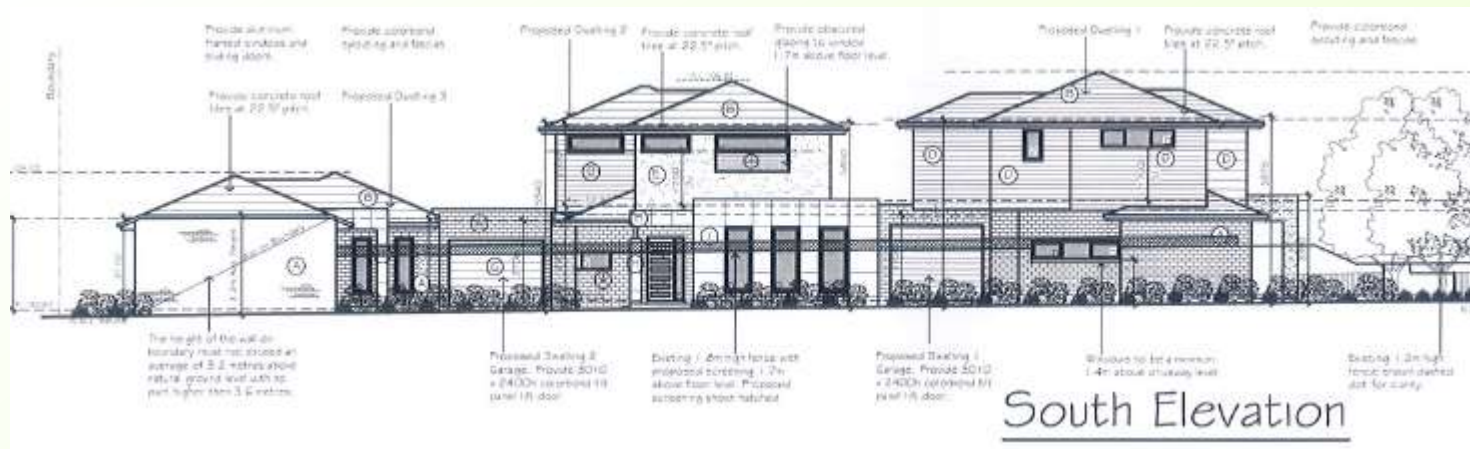 Provide aluminium
framed windows and
sliding doors.
Provide colorbond
spouting and fascias.
Proposed Dwelling 2
Provide concrete roof
tiles at 22.5° pitch.
Provide obscured
glazing to window
1.7m above floor level.
Proposed Dwelling 1
Provide concrete roof
tiles at 22.5° pitch.
Provide colorbond
spouting and fascias.
Boundary
Provide concrete roof
tiles at 22.5° pitch.
Proposed Dwelling 3
B
B
B
D
E
A
D
D
D
D
B
A
J
A
A
G
A
The height of the wall on
boundary must not exceed an
average of 3.2 metres above
natural ground level with no
part higher than 3.6 metres.
Proposed Dwelling 2
Garage. Provide 3010
x 2400h colorbond tilt
panel lift door.
Existing 1.8m high fence with
proposed screening 1.7m
above floor level. Proposed
screening shown hatched
Proposed Dwelling 1
Garage. Provide 3010
x 2400h colorbond tilt
panel lift door.
Windows to be a minimum
1.4m above driveway level.
Existing 1.2m high
fence shown dashed
dot for clarity.
South Elevation